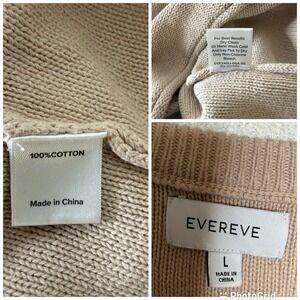 For Best Results
Dry Clean
Or Hand Wash Cold
And Lay Flat To Dry
Only Non-Chlorine
Bleach
100%COTTON
Made in China
EVEREVE
L
MADE IN
CHINA
PhotoGrid